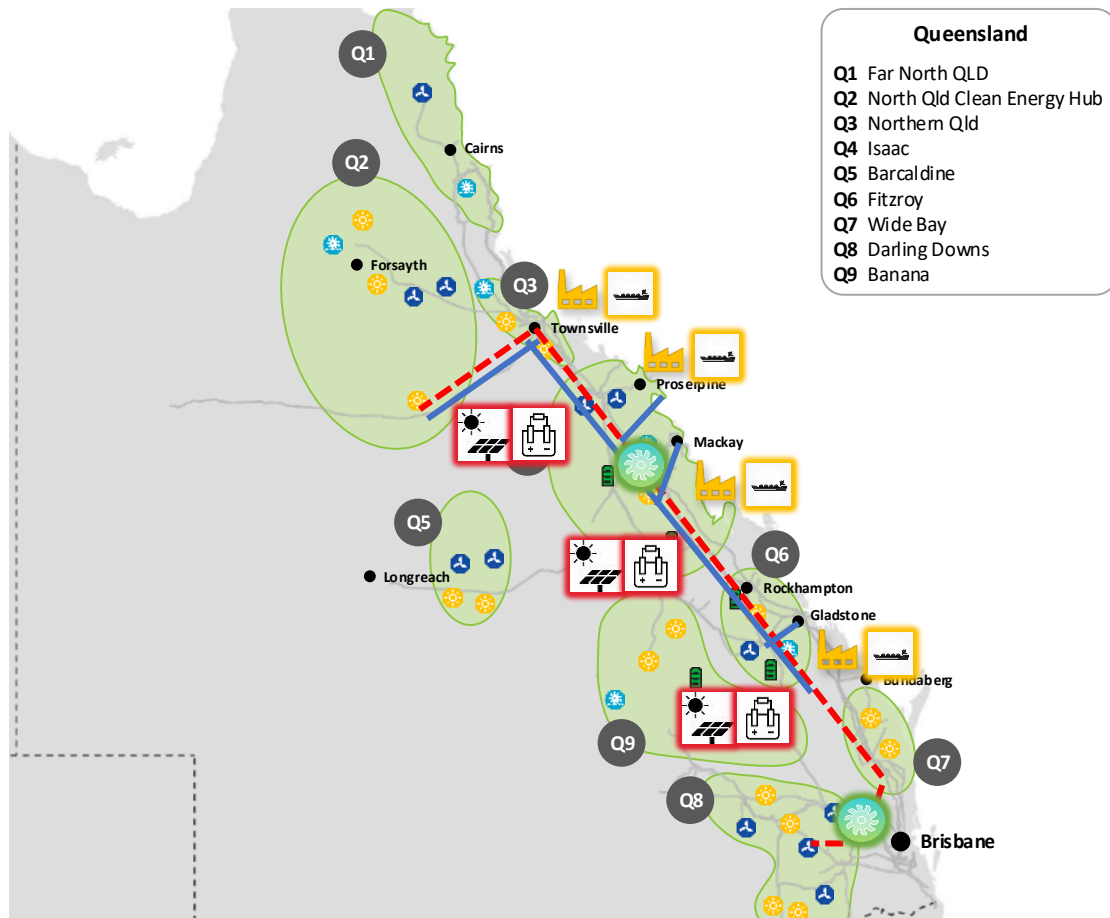 Queensland
Q1 Far North QLD
Q2 North Qld Clean Energy Hub
Q3 Northern Qld
Q4 Isaac
Q5 Barcaldine
Q6 Fitzroy
Q7 Wide Bay
Q8 Darling Downs
Q9 Banana
Q1
Cairns
Q2
Forsayth
Q3
Townsville
Proserpine
Mackay
Q5
Longreach
Q6
Rockhampton
Gladstone
Bundaberg
Q9
Q7
Q8
Brisbane